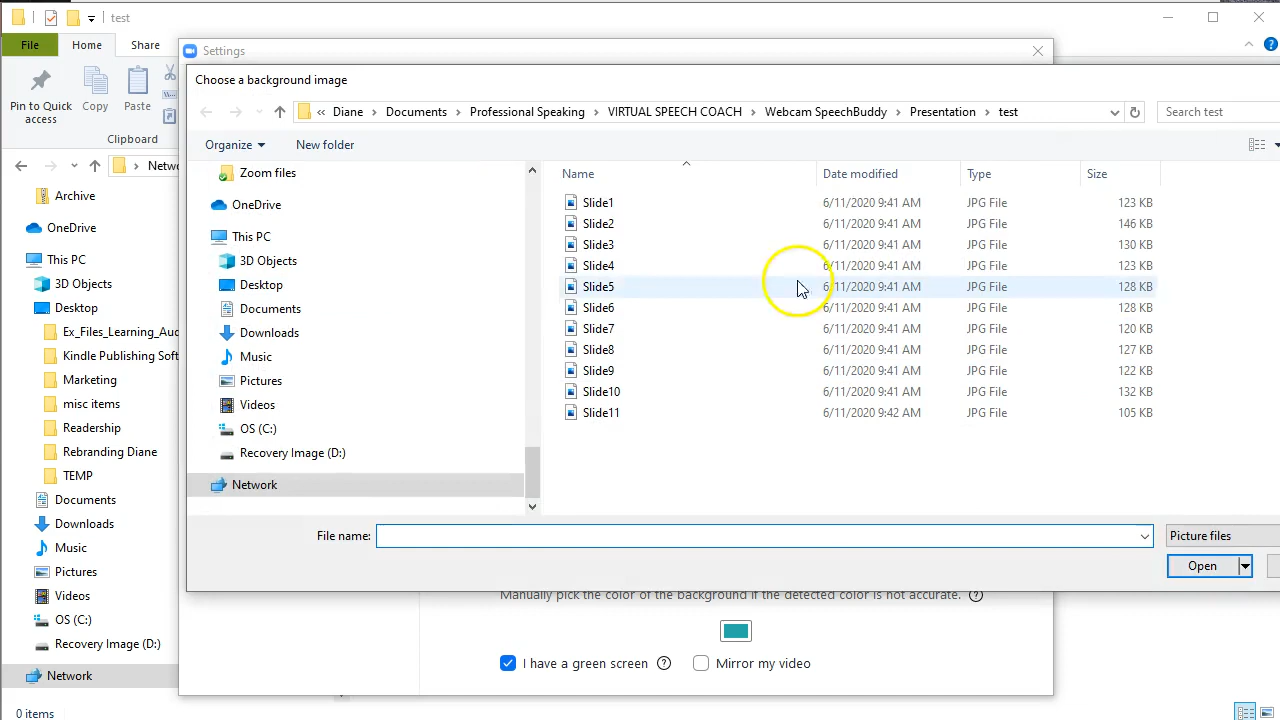 test
File
Home
Share
Pin to Quick access
Copy
Paste
Clipboard
Netwo
Archive
OneDrive
This PC
3D Objects
Desktop
Ex_Files_Learning_Aud
Kindle Publishing Soft
Marketing
misc items
Readership
Rebranding Diane
TEMP
Documents
Downloads
Music
Pictures
Videos
OS (C:)
Recovery Image (D:)
Network
0 items
Settings
Choose a background image
« Diane > Documents > Professional Speaking > VIRTUAL SPEECH COACH > Webcam SpeechBuddy > Presentation > test
Search test
Organize
New folder
Zoom files
OneDrive
This PC
3D Objects
Desktop
Documents
Downloads
Music
Pictures
Videos
OS (C:)
Recovery Image (D:)
Network
Name Date modified Type Size
Slide1 6/11/2020 9:41 AM JPG File 123 KB
Slide2 6/11/2020 9:41 AM JPG File 146 KB
Slide3 6/11/2020 9:41 AM JPG File 130 KB
Slide4 6/11/2020 9:41 AM JPG File 123 KB
Slide5 6/11/2020 9:41 AM JPG File 128 KB
Slide6 6/11/2020 9:41 AM JPG File 128 KB
Slide7 6/11/2020 9:41 AM JPG File 120 KB
Slide8 6/11/2020 9:41 AM JPG File 127 KB
Slide9 6/11/2020 9:41 AM JPG File 122 KB
Slide10 6/11/2020 9:41 AM JPG File 132 KB
Slide11 6/11/2020 9:42 AM JPG File 105 KB
File name:
Picture files
Open
Manually pick the color of the background if the detected color is not accurate. ?
I have a green screen ?
Mirror my video